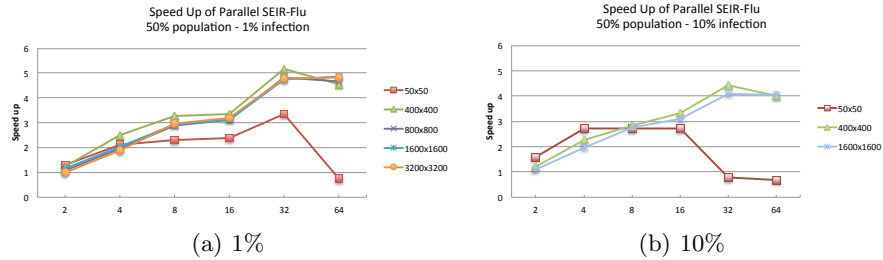 Speed Up of Parallel SEIR-Flu
50% population - 1% infection
Speed up
6
5
4
3
2
1
0
2 4 8 16 32 64
50x50
400x400
800x800
1600x1600
3200x3200
(a) 1%
Speed Up of Parallel SEIR-Flu
50% population - 10% infection
Speed up
6
5
4
3
2
1
0
2 4 8 16 32 64
50x50
400x400
1600x1600
(b) 10%